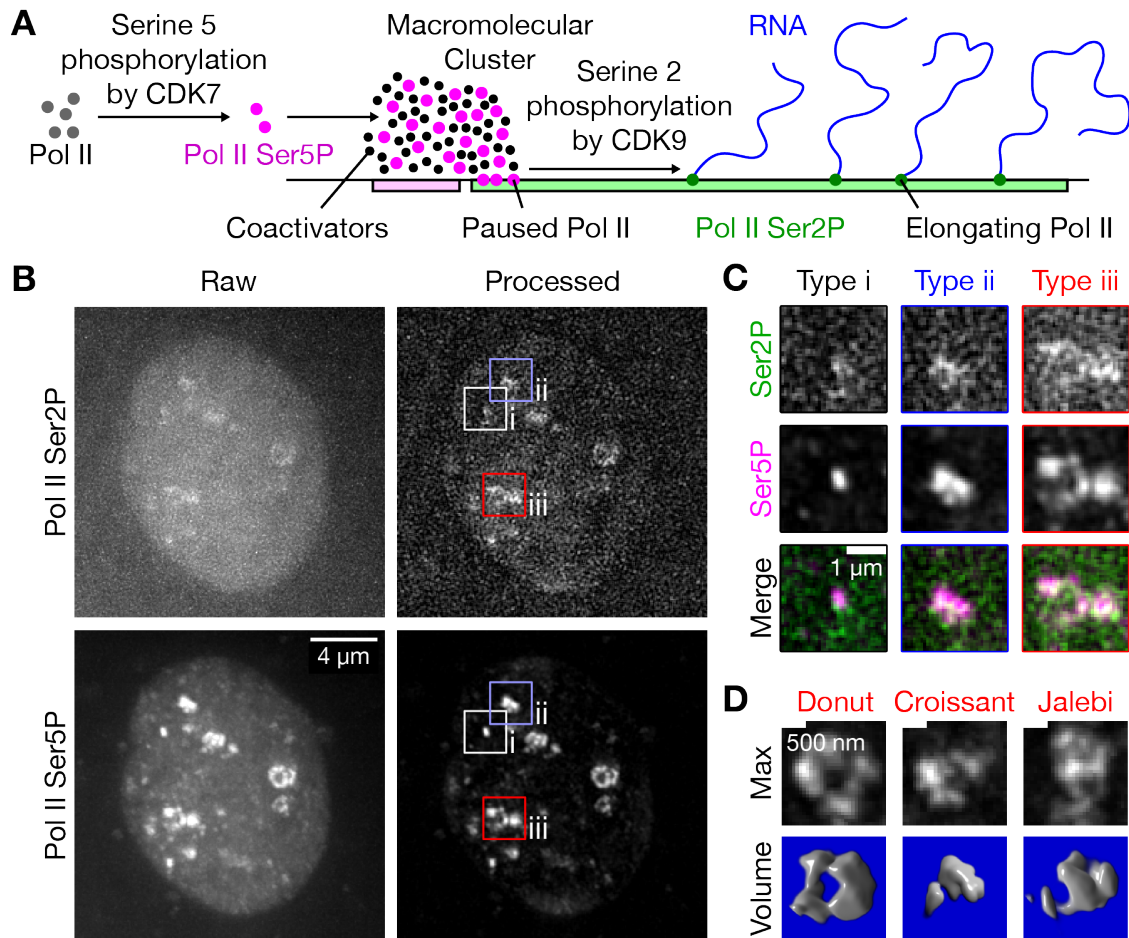 A
Serine 5
phosphorylation
by CDK7
Macromolecular
Cluster
Serine 2
phosphorylation
by CDK9
RNA
Pol II
Pol II Ser5P
Coactivators
Paused Pol II
Pol II Ser2P
Elongating Pol II
B
Raw
Processed
Pol II Ser2P
ii
i
iii
Pol II Ser5P
4 µm
ii
i
iii
C
Type i
Type ii
Type iii
Ser2P
Ser5P
Merge
1 µm
D
Donut
Croissant
Jalebi
Max
500 nm
Volume